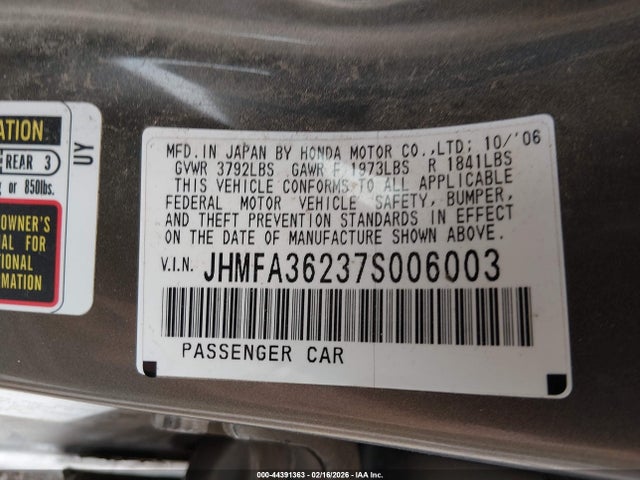 ATION
REAR 3
g or 850lbs.
OWNER'S
AL FOR
TIONAL
ORMATION
UY
MFD.IN JAPAN BY HONDA MOTOR CO.,LTD: 10/'06
GVWR 3792LBS GAWR F 1973LBS R 1841LBS
THIS VEHICLE CONFORMS TO ALL APPLICABLE
FEDERAL MOTOR VEHICLE SAFETY, BUMPER,
AND THEFT PREVENTION STANDARDS IN EFFECT
ON THE DATE OF MANUFACTURE SHOWN ABOVE.
V.I.N. JHMFA36237S006003
PASSENGER CAR
000-44391363 - 02/16/2026 - IAA Inc.